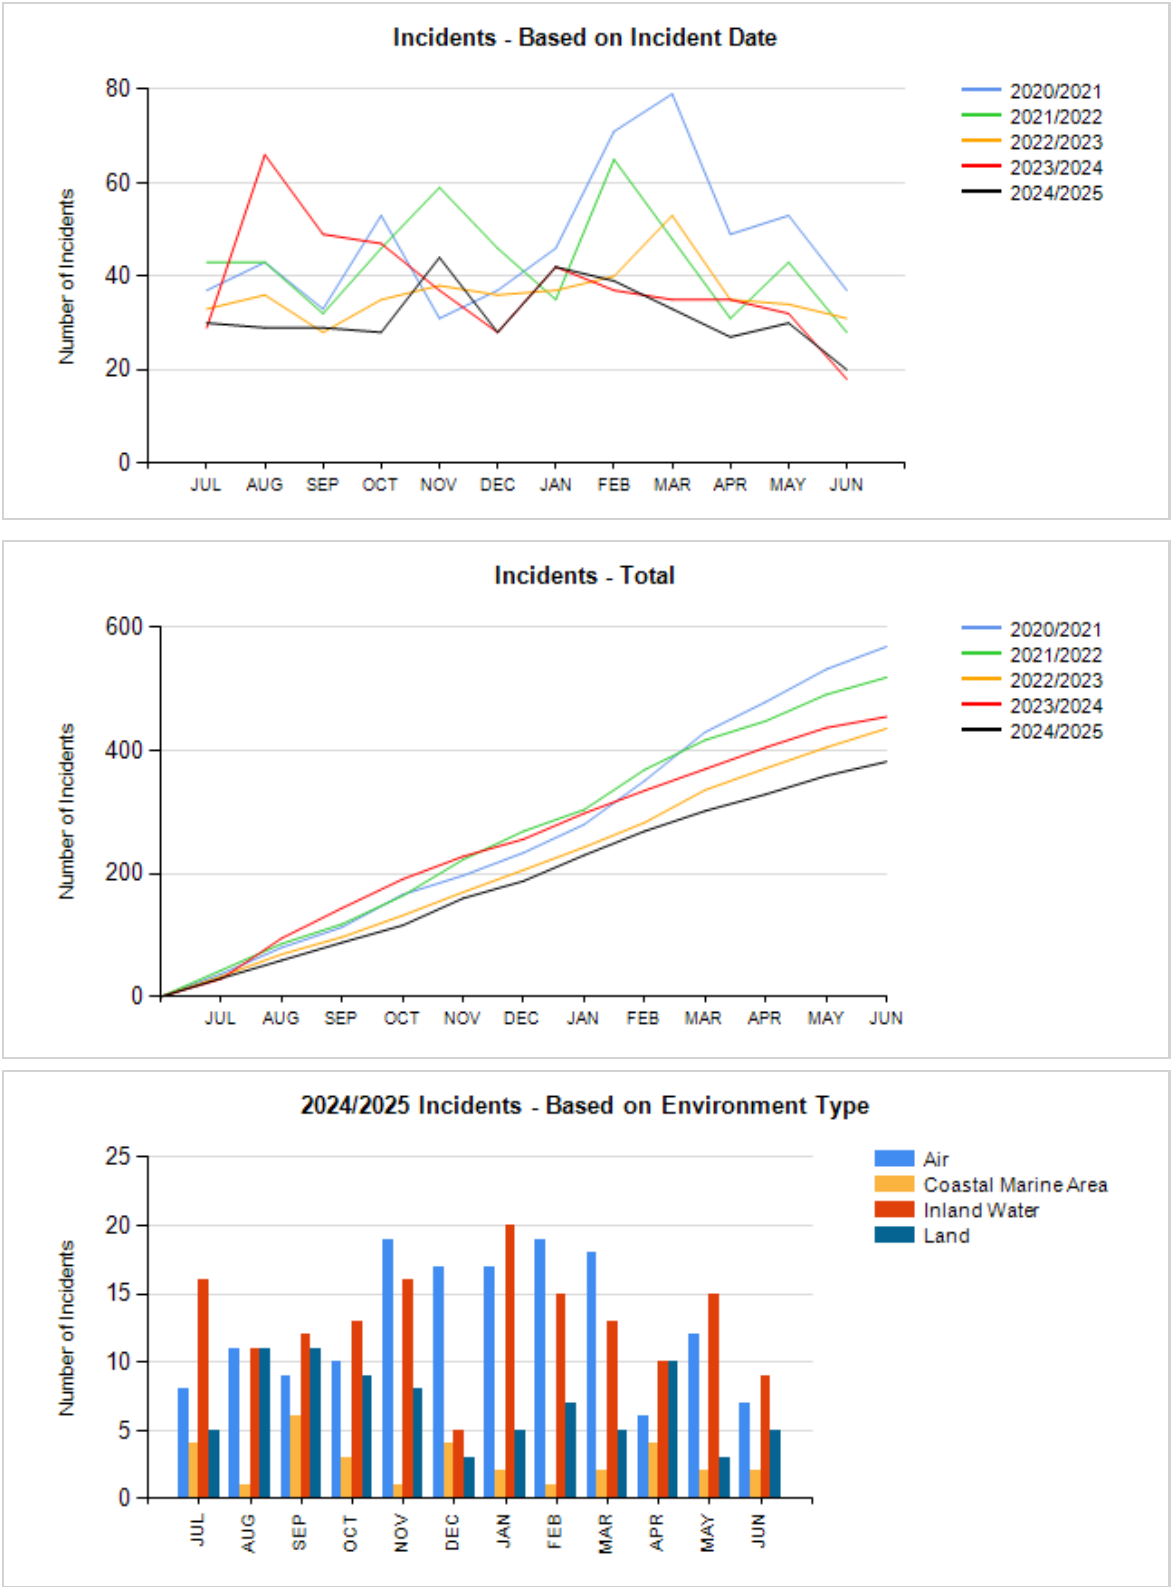 Incidents - Based on Incident Date
Number of Incidents
80
60
40
20
0
JUL AUG SEP OCT NOV DEC JAN FEB MAR APR MAY JUN
2020/2021
2021/2022
2022/2023
2023/2024
2024/2025
Incidents - Total
Number of Incidents
600
400
200
0
JUL AUG SEP OCT NOV DEC JAN FEB MAR APR MAY JUN
2020/2021
2021/2022
2022/2023
2023/2024
2024/2025
2024/2025 Incidents - Based on Environment Type
Number of Incidents
25
20
15
10
5
0
JUL AUG SEP OCT NOV DEC JAN FEB MAR APR MAY JUN
Air
Coastal Marine Area
Inland Water
Land